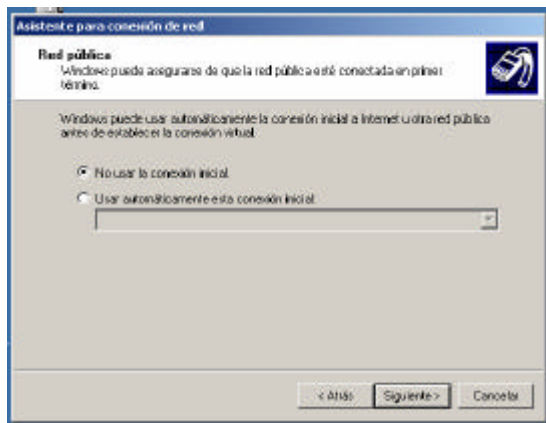 Asistente para conexión de red
Red pública
Windows puede asegurarse de que la red pública esté conectada en primer
término.
Windows puede usar automáticamente la conexión inicial a Internet u otra red pública
antes de establecer la conexión virtual.
No usar la conexión inicial.
Usar automáticamente esta conexión inicial:
< Atrás
Siguiente >
Cancelar